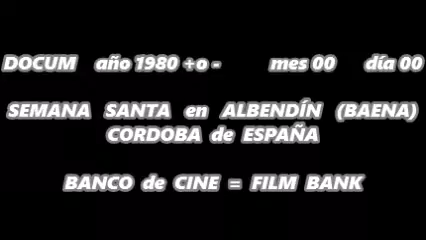 DOCUM año 1980 +o - mes 00 día 00
SEMANA SANTA en ALBENDÍN (BAENA)
CORDOBA de ESPAÑA
BANCO de CINE = FILM BANK